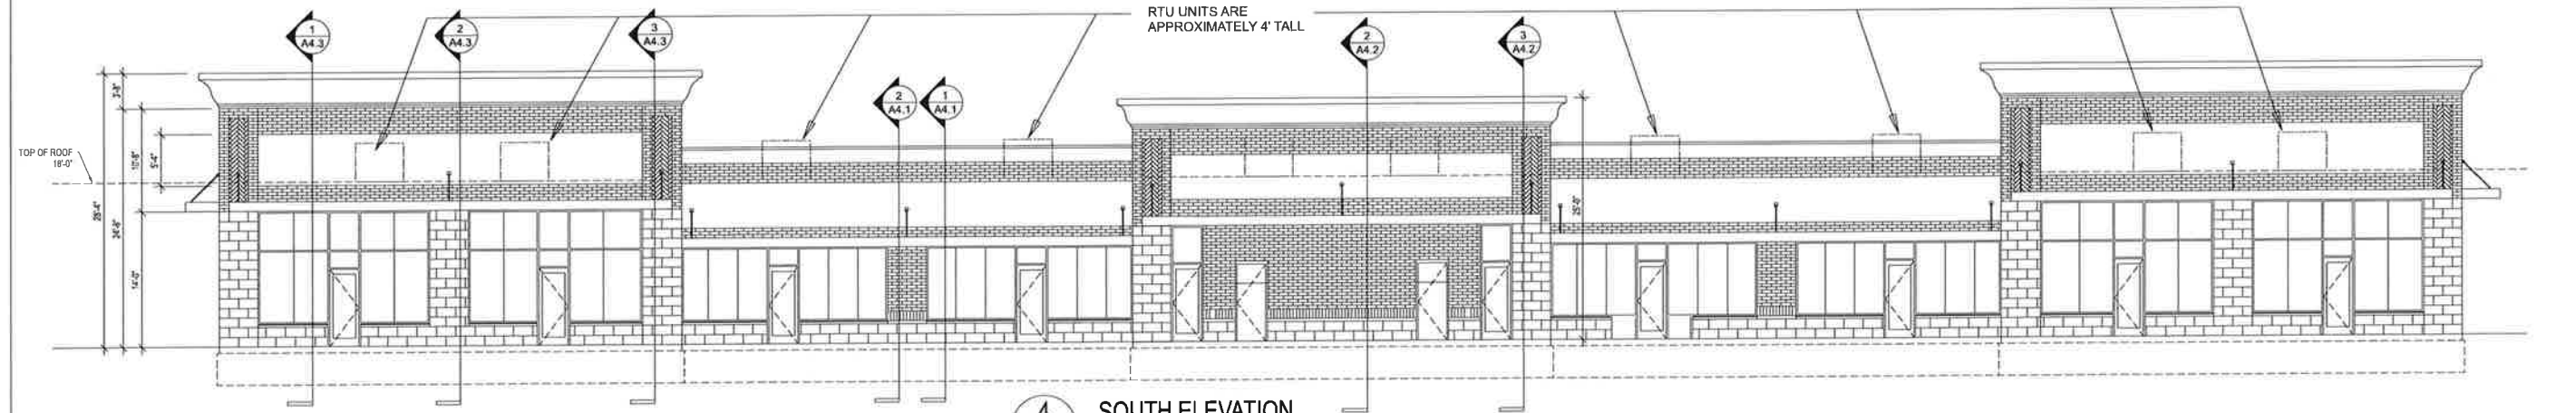 RTU UNITS ARE
APPROXIMATELY 4' TALL
1
A4.3
2
A4.3
3
A4.3
2
A4.2
3
A4.2
2
A4.1
1
A4.1
TOP OF ROOF
18'-0"
3'-8"
10'-8"
5'-4"
28'-4"
24'-8"
14'-0"
25'-0"
4
SOUTH ELEVATION